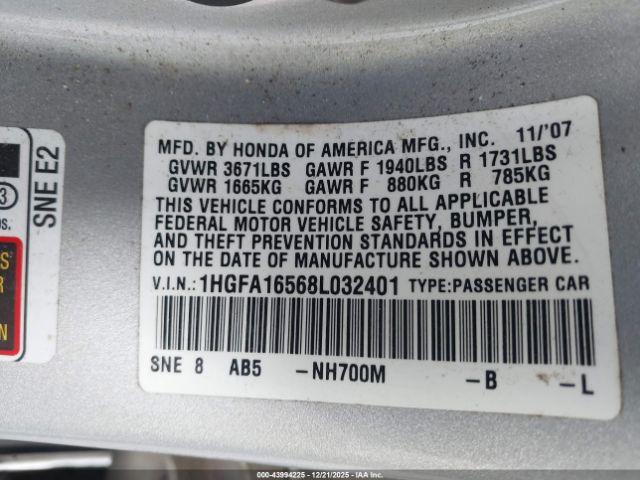 MFD. BY HONDA OF AMERICA MFG., INC. 11/'07
GVWR 3671LBS GAWR F 1940LBS R 1731LBS
GVWR 1665KG GAWR F 880KG R 785KG
THIS VEHICLE CONFORMS TO ALL APPLICABLE
FEDERAL MOTOR VEHICLE SAFETY, BUMPER,
AND THEFT PREVENTION STANDARDS IN EFFECT
ON THE DATE OF MANUFACTURE SHOWN ABOVE.
V.I.N.: 1HGFA16568L032401 TYPE:PASSENGER CAR
SNE 8 AB5 -NH700M -B -L
SNE E2
3
© 43994225 - 12/21/2025 - IAAI.COM